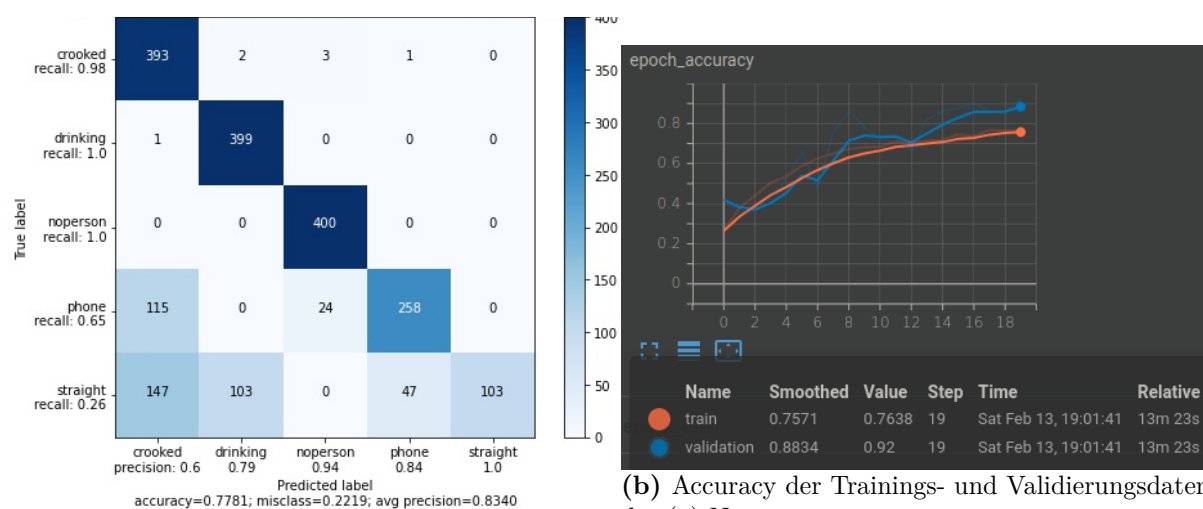 True label
crooked
recall: 0.98
393 2 3 1 0
drinking
recall: 1.0
1 399 0 0 0
noperson
recall: 1.0
0 0 400 0 0
phone
recall: 0.65
115 0 24 258 0
straight
recall: 0.26
147 103 0 47 103
crooked drinking noperson phone straight
precision: 0.6 0.79 0.94 0.84 1.0
Predicted label
accuracy=0.7781; misclass=0.2219; avg precision=0.8340
400
350
300
250
200
150
100
50
0
epoch_accuracy
0.8
0.6
0.4
0.2
0
0 2 4 6 8 10 12 14 16 18
Name Smoothed Value Step Time Relative
train 0.7571 0.7638 19 Sat Feb 13, 19:01:41 13m 23s
validation 0.8834 0.92 19 Sat Feb 13, 19:01:41 13m 23s
(b) Accuracy der Trainings- und Validierungsdaten